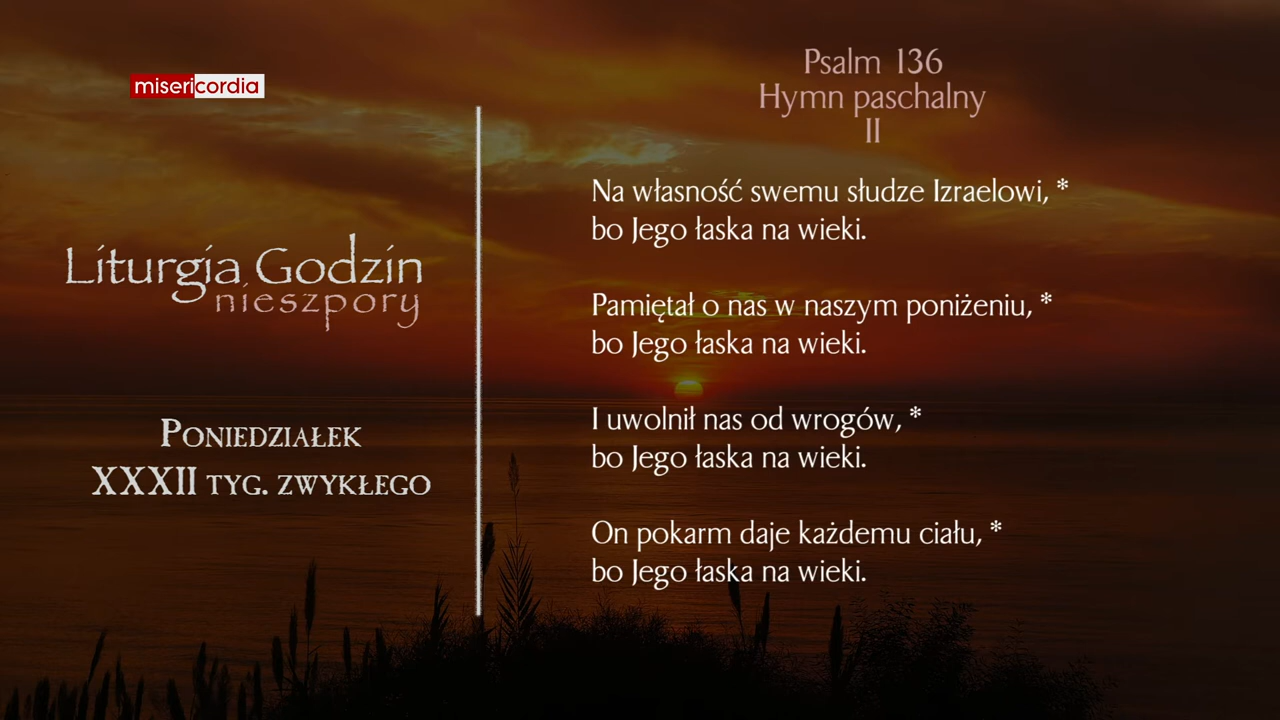 misericordia
Liturgia Godzin
nieszpory
Poniedziałek
XXXII tyg. zwykłego
Psalm 136
Hymn paschalny
II
Na własność swemu słudze Izraelowi, *
bo Jego łaska na wieki.
Pamiętał o nas w naszym poniżeniu, *
bo Jego łaska na wieki.
I uwolnił nas od wrogów, *
bo Jego łaska na wieki.
On pokarm daje każdemu ciału, *
bo Jego łaska na wieki.